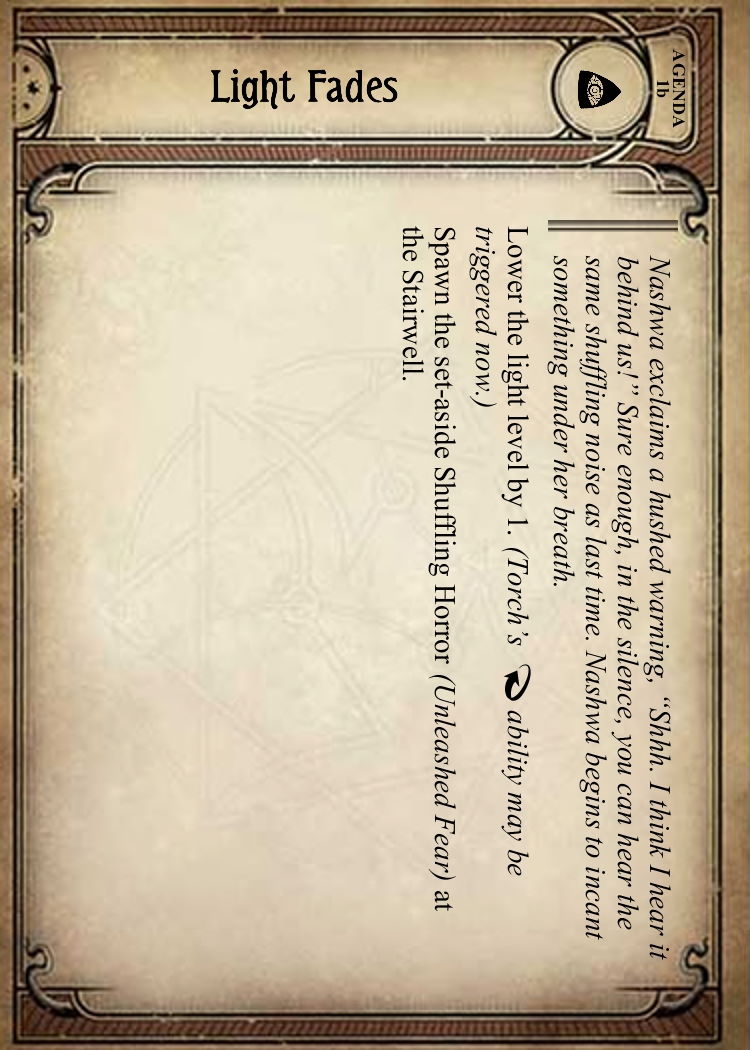 AGENDA
1b
Light Fades
Nashwa exclaims a hushed warning, “Shhh. I think I hear it
behind us!” Sure enough, in the silence, you can hear the
same shuffling noise as last time. Nashwa begins to incant
something under her breath.
Lower the light level by 1. (Torch’s ability may be
triggered now.)
Spawn the set-aside Shuffling Horror (Unleashed Fear) at
the Stairwell.